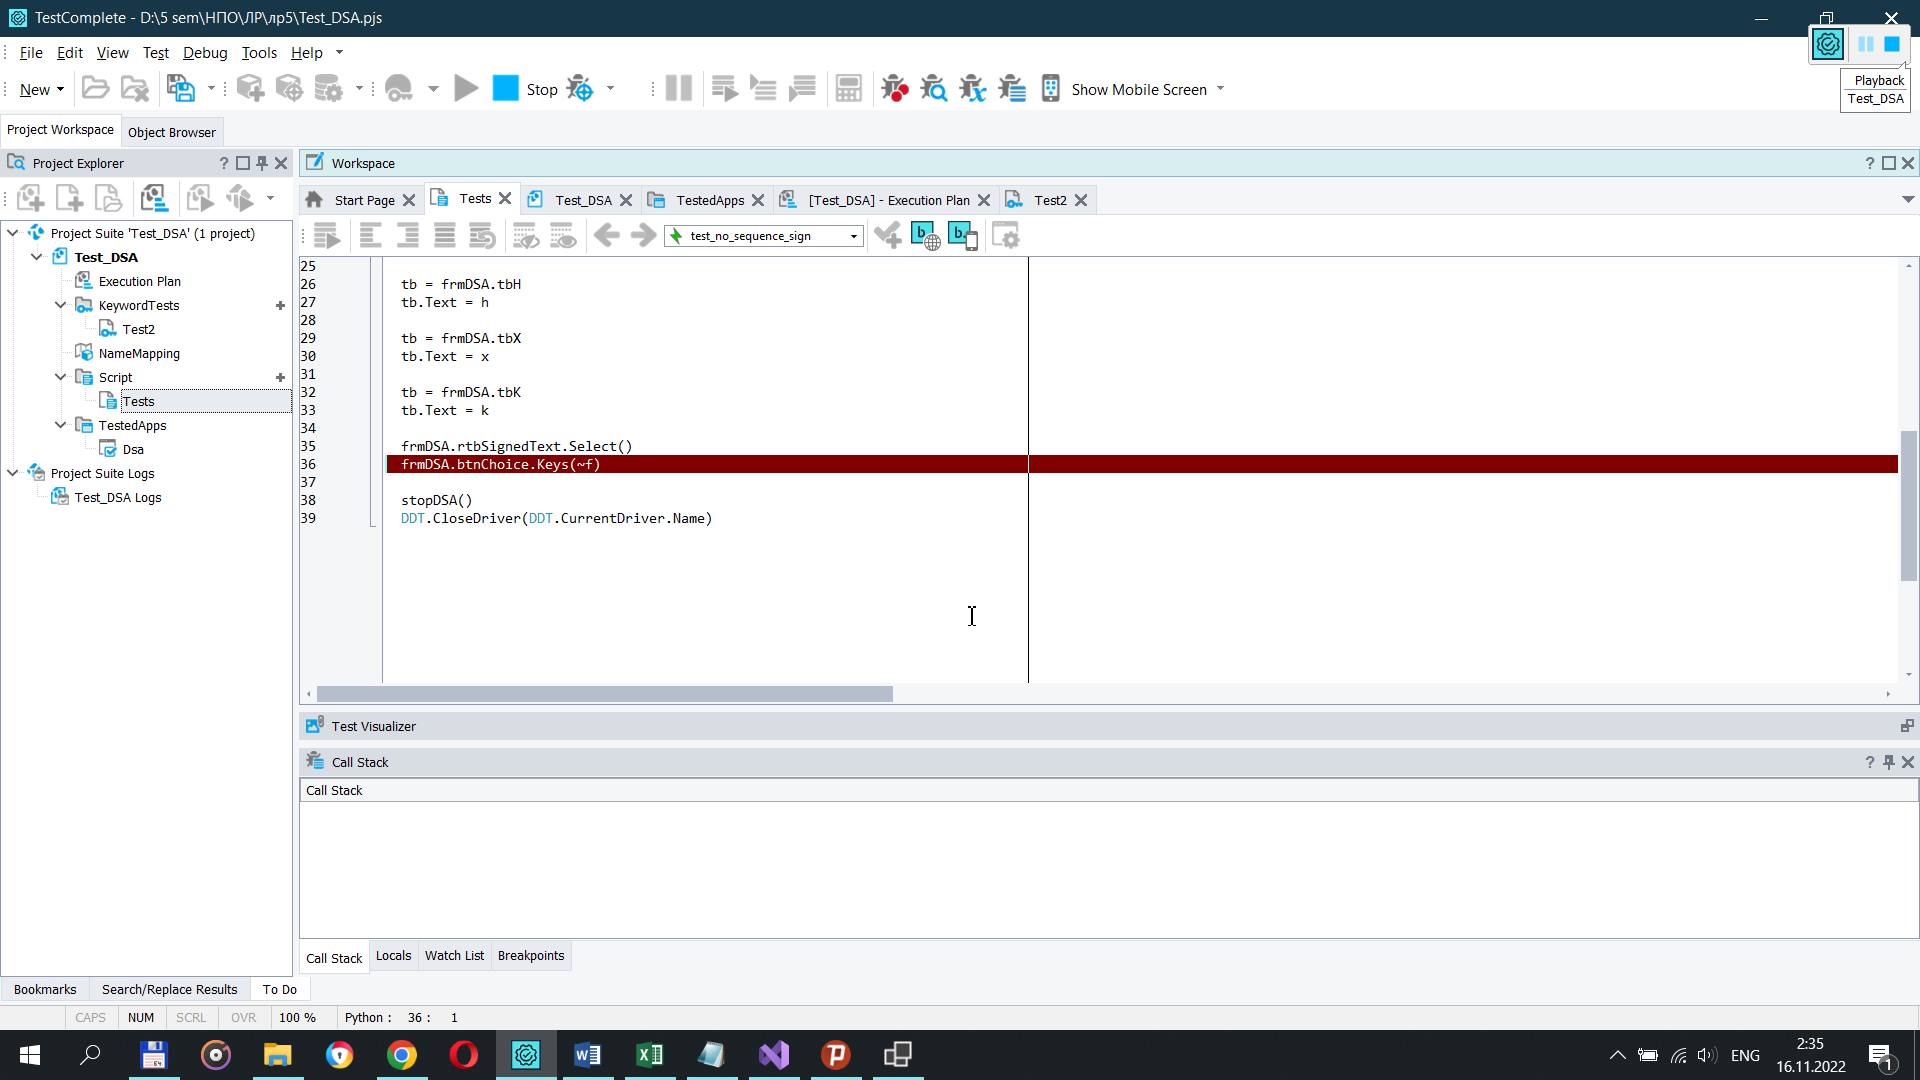 TestComplete - D:\5 sem\НПО\ЛР\лр5\Test_DSA.pjs
File Edit View Test Debug Tools Help
New Stop Show Mobile Screen
Playback
Test_DSA
Project Workspace Object Browser
Project Explorer
Project Suite 'Test_DSA' (1 project)
Test_DSA
Execution Plan
KeywordTests
Test2
NameMapping
Script
Tests
TestedApps
Dsa
Project Suite Logs
Test_DSA Logs
Workspace
Start Page Tests Test_DSA TestedApps [Test_DSA] - Execution Plan Test2
test_no_sequence_sign
25
26 tb = frmDSA.tbH
27 tb.Text = h
28
29 tb = frmDSA.tbX
30 tb.Text = x
31
32 tb = frmDSA.tbK
33 tb.Text = k
34
35 frmDSA.rtbSignedText.Select()
36 frmDSA.btnChoice.Keys(~f)
37
38 stopDSA()
39 DDT.CloseDriver(DDT.CurrentDriver.Name)
Test Visualizer
Call Stack
Call Stack
Call Stack Locals Watch List Breakpoints
Bookmarks Search/Replace Results To Do
CAPS NUM SCRL OVR 100 % Python : 36 : 1
ENG
2:35
16.11.2022
1